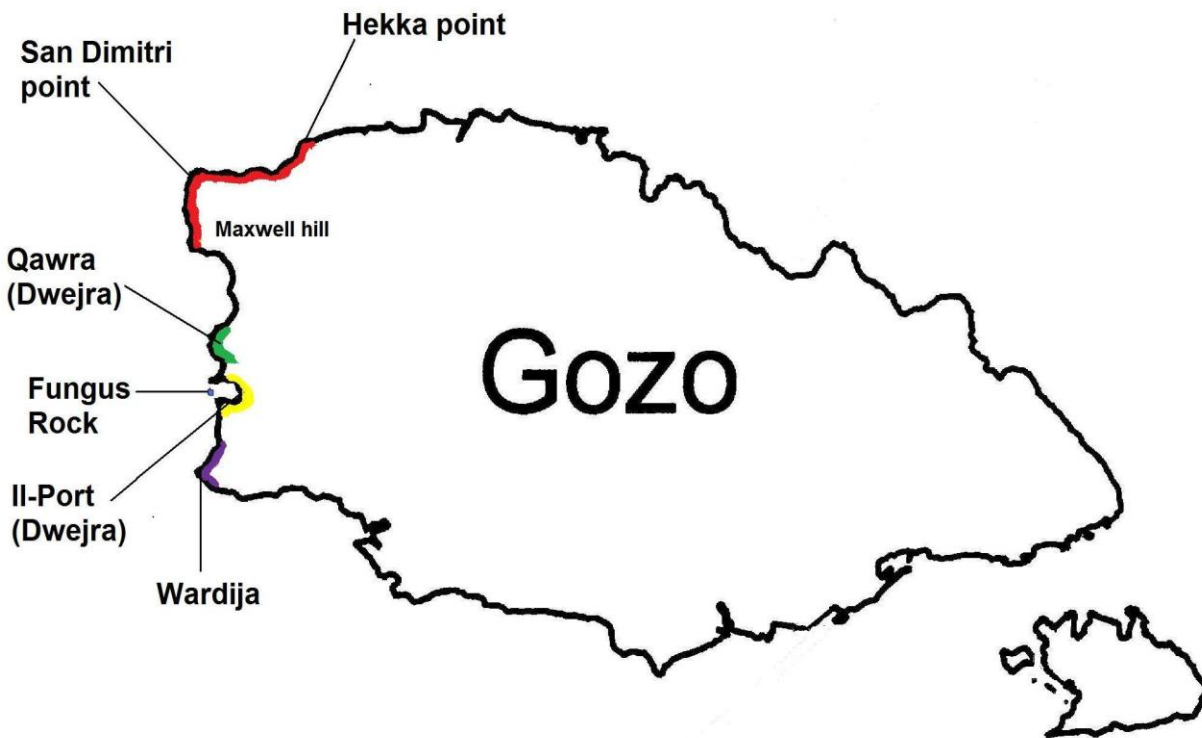 Hekka point
San Dimitri
point
Maxwell hill
Qawra
(Dwejra)
Gozo
Fungus
Rock
Il-Port
(Dwejra)
Wardija